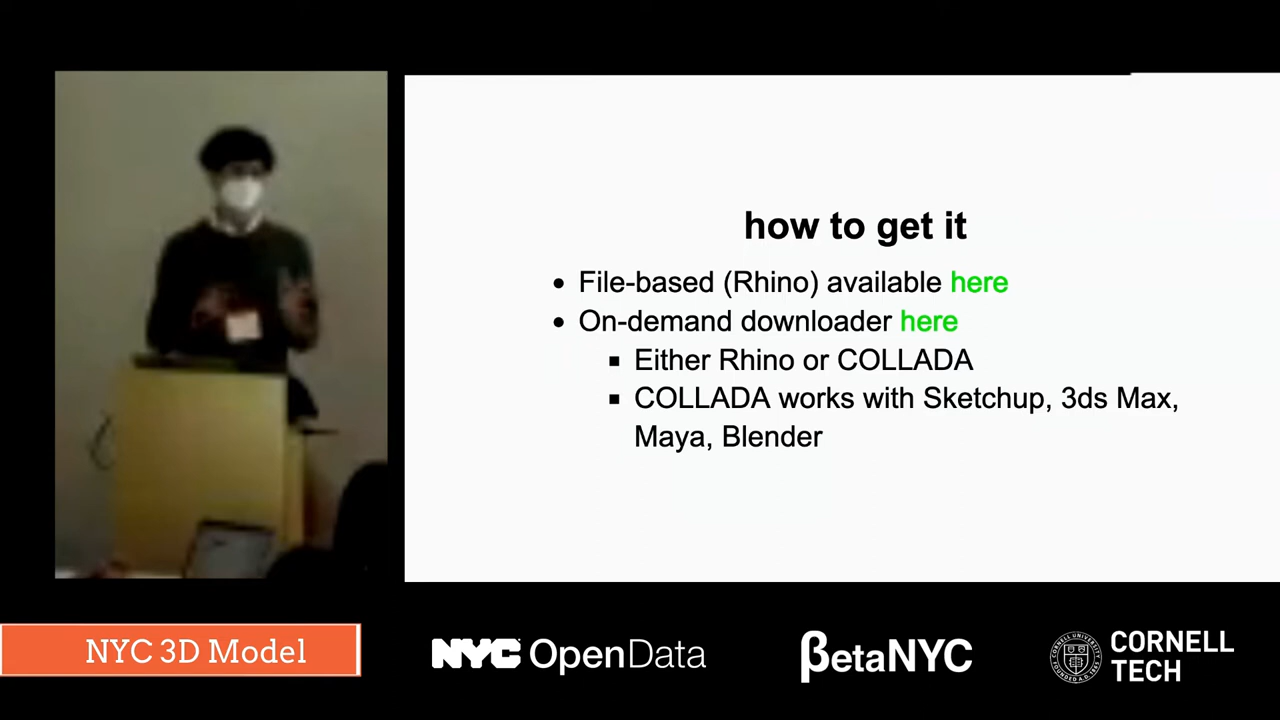 how to get it
File-based (Rhino) available here
On-demand downloader here
Either Rhino or COLLADA
COLLADA works with Sketchup, 3ds Max,
Maya, Blender
NYC 3D Model
NYC OpenData
βetaNYC
CORNELL
TECH